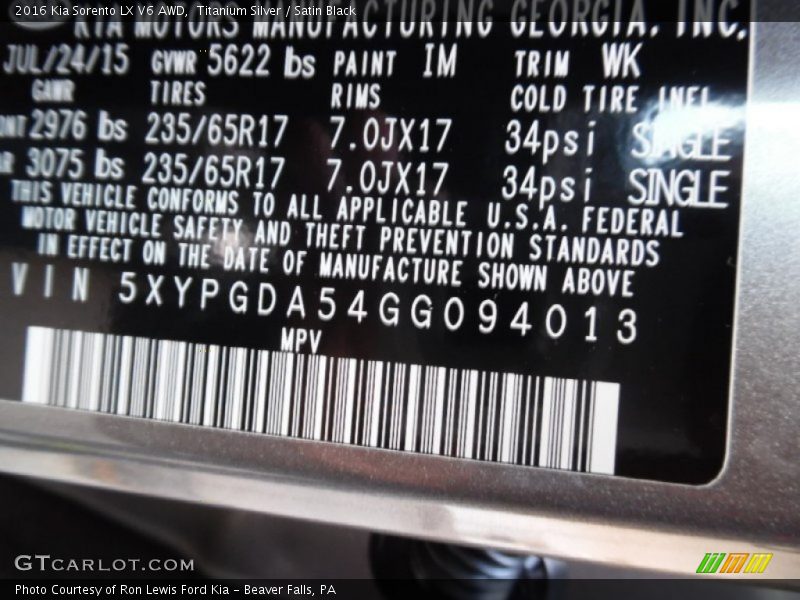 2016 Kia Sorento LX V6 AWD,  Titanium Silver / Satin Black
KIA MOTORS MANUFACTURING GEORGIA, INC.
JUL/24/15 GVWR 5622 bs PAINT IM TRIM WK
GAWR TIRES RIMS COLD TIRE INFL
2976 bs 235/65R17 7.0JX17 34psi SINGLE
3075 bs 235/65R17 7.0JX17 34psi SINGLE
THIS VEHICLE CONFORMS TO ALL APPLICABLE U.S.A. FEDERAL
MOTOR VEHICLE SAFETY AND THEFT PREVENTION STANDARDS
IN EFFECT ON THE DATE OF MANUFACTURE SHOWN ABOVE
VIN 5XYPGDA54GG094013
MPV
GTCARLOT.COM
Photo Courtesy of Ron Lewis Ford Kia - Beaver Falls, PA